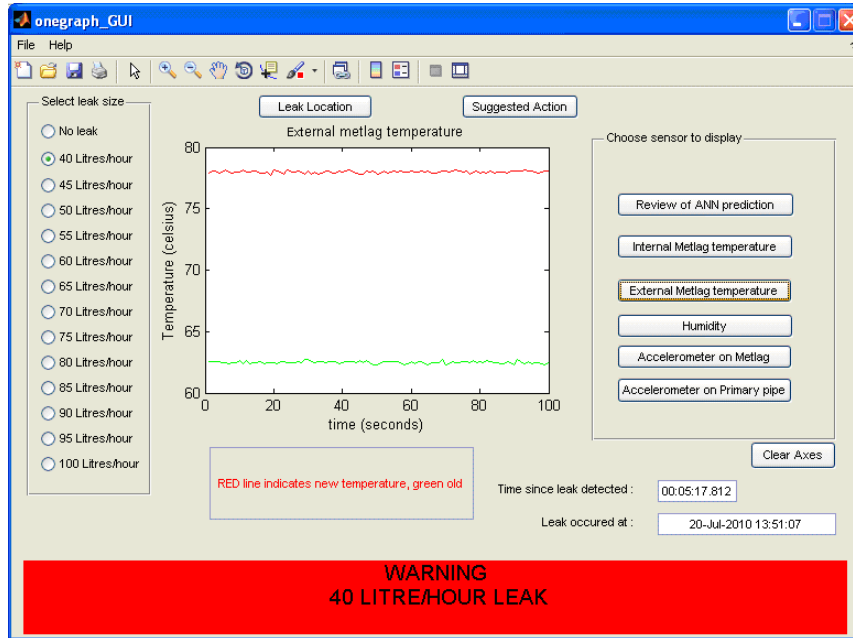 onegraph_GUI
File Help
Select leak size
No leak
40 Litres/hour
45 Litres/hour
50 Litres/hour
55 Litres/hour
60 Litres/hour
65 Litres/hour
70 Litres/hour
75 Litres/hour
80 Litres/hour
85 Litres/hour
90 Litres/hour
95 Litres/hour
100 Litres/hour
Leak Location
Suggested Action
External metlag temperature
Temperature (celsius)
80
75
70
65
60
0 20 40 60 80 100
time (seconds)
Choose sensor to display
Review of ANN prediction
Internal Metlag temperature
External Metlag temperature
Humidity
Accelerometer on Metlag
Accelerometer on Primary pipe
Clear Axes
RED line indicates new temperature, green old
Time since leak detected : 00:05:17.812
Leak occured at : 20-Jul-2010 13:51:07
WARNING
40 LITRE/HOUR LEAK